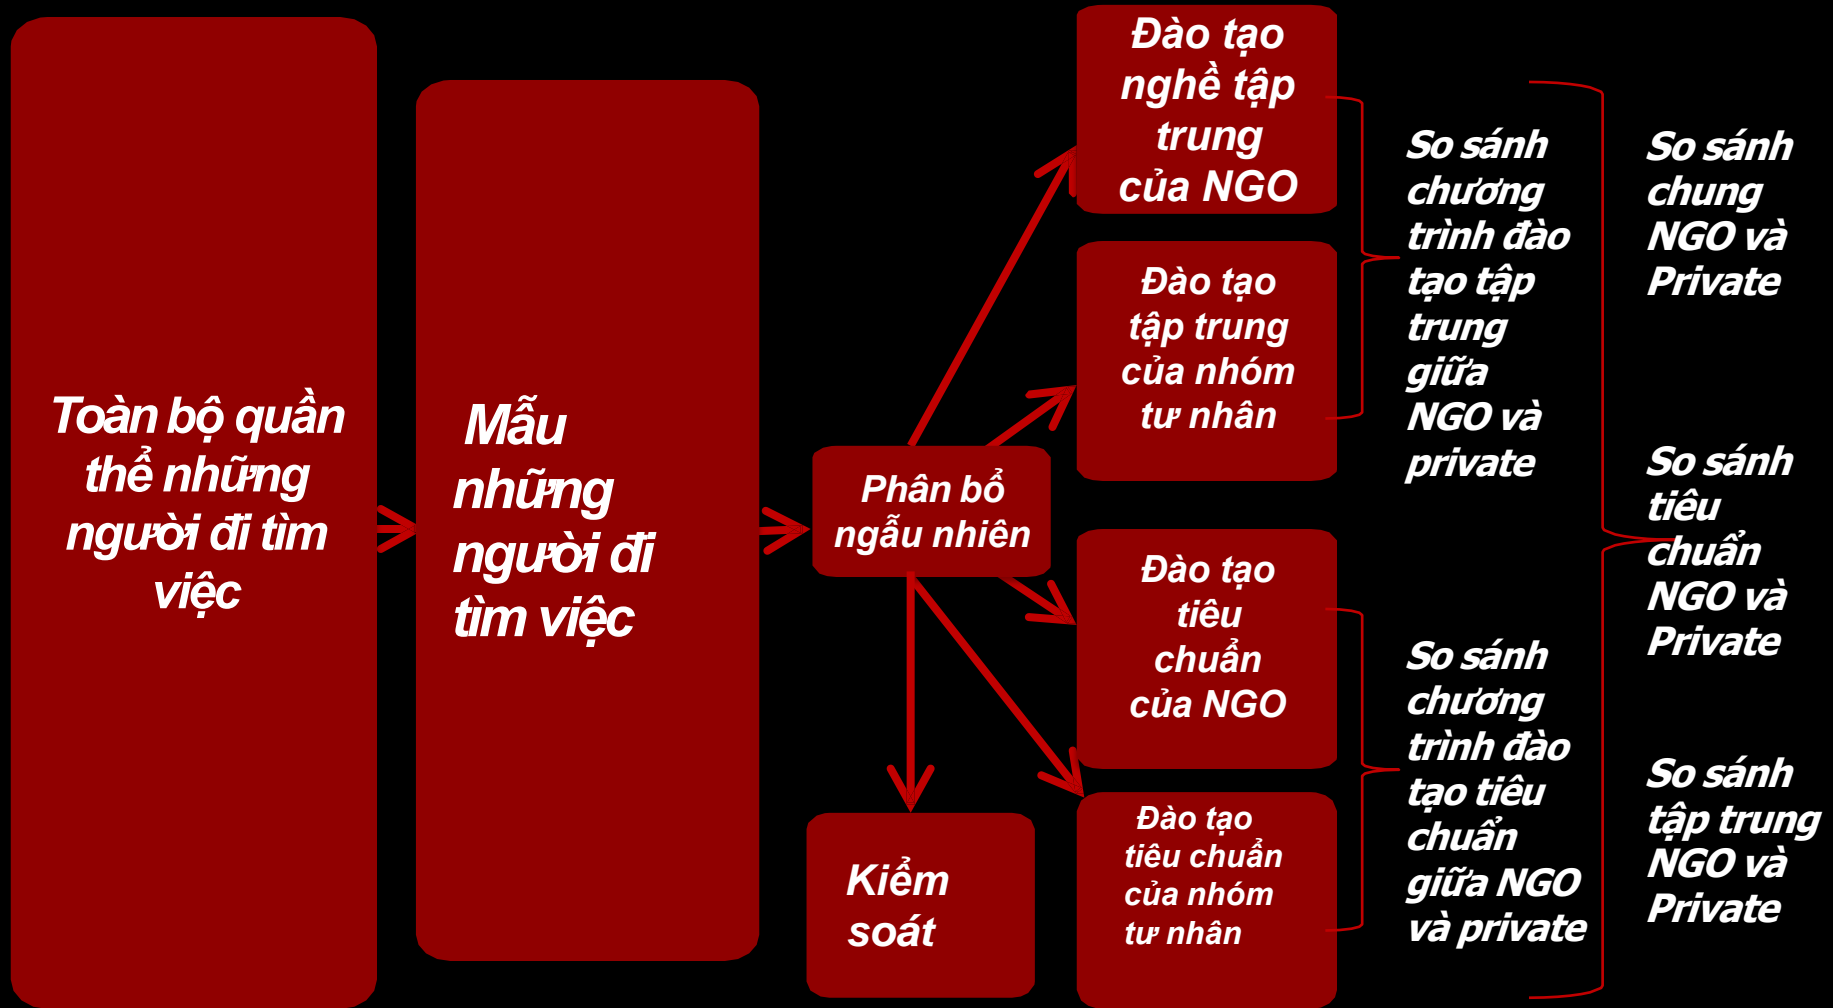 Toàn bộ quần
thể những
người đi tìm
việc
Mẫu
những
người đi
tìm việc
Phân bổ
ngẫu nhiên
Kiểm
soát
Đào tạo
nghề tập
trung
của NGO
Đào tạo
tập trung
của nhóm
tư nhân
Đào tạo
tiêu
chuẩn
của NGO
Đào tạo
tiêu chuẩn
của nhóm
tư nhân
So sánh
chương
trình đào
tạo tập
trung
giữa
NGO và
private
So sánh
chương
trình đào
tạo tiêu
chuẩn
giữa NGO
và private
So sánh
chung
NGO và
Private
So sánh
tiêu
chuẩn
NGO và
Private
So sánh
tập trung
NGO và
Private